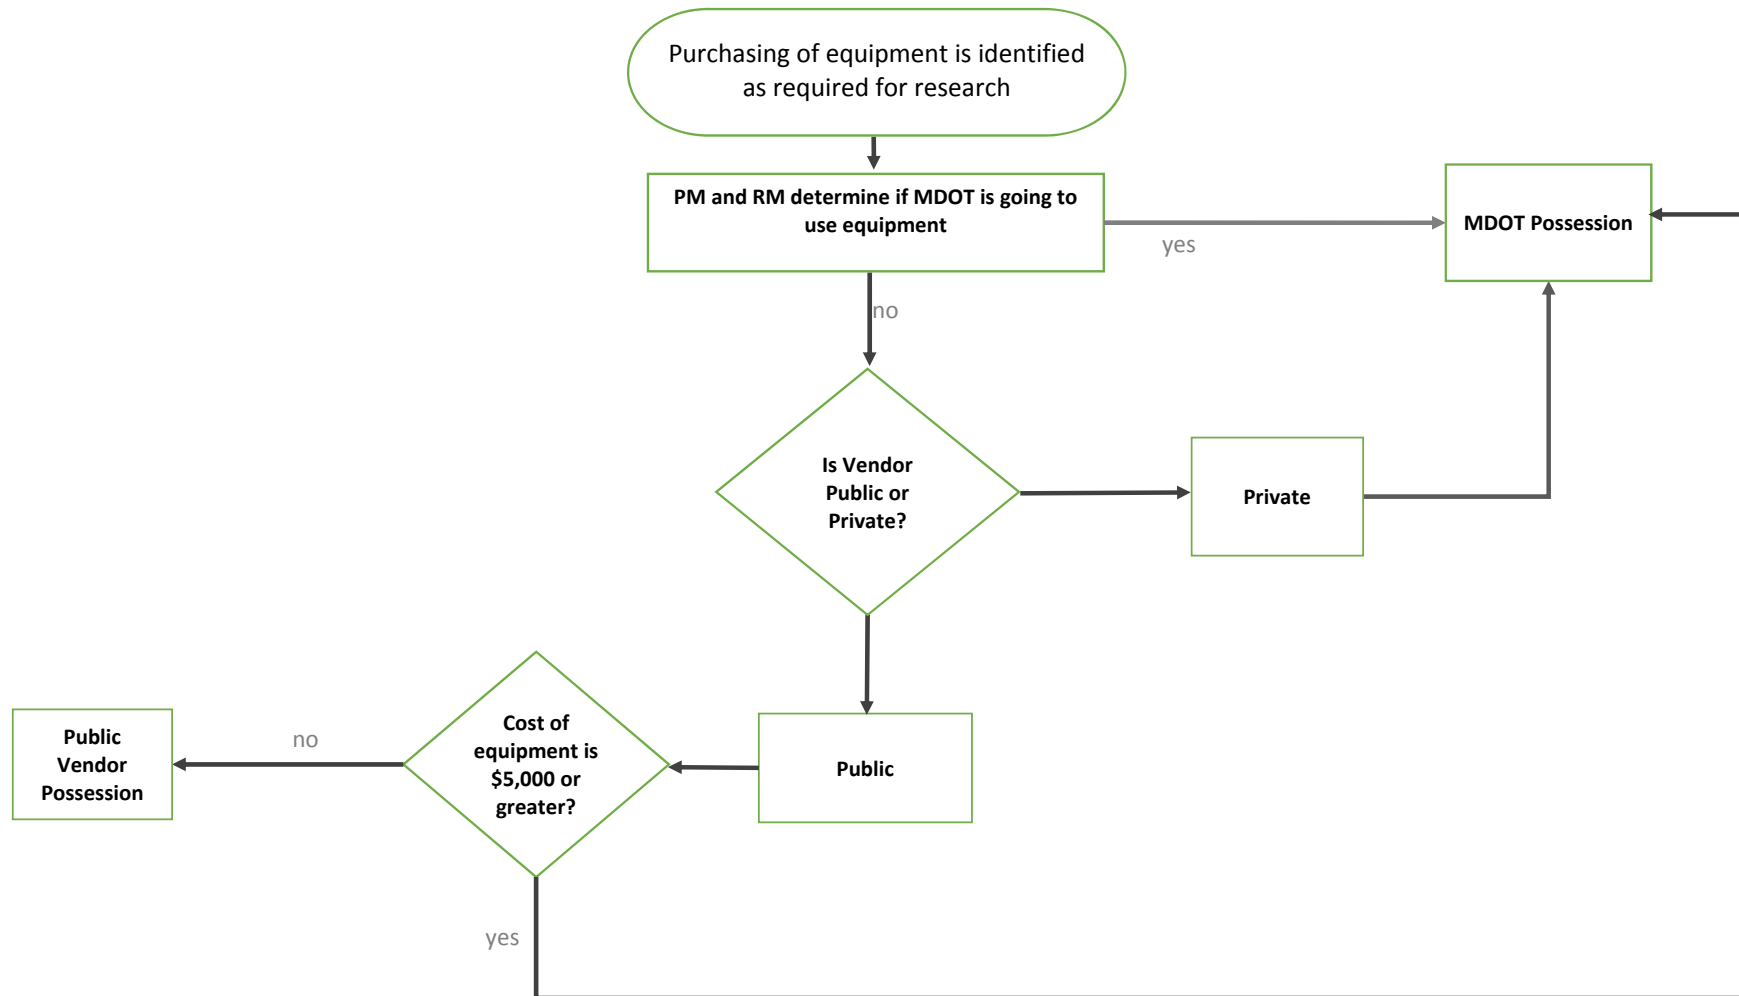 Purchasing of equipment is identified
as required for research
PM and RM determine if MDOT is going to
use equipment
yes
MDOT Possession
no
Is Vendor
Public or
Private?
Private
Public
Cost of
equipment is
$5,000 or
greater?
no
Public
Vendor
Possession
yes